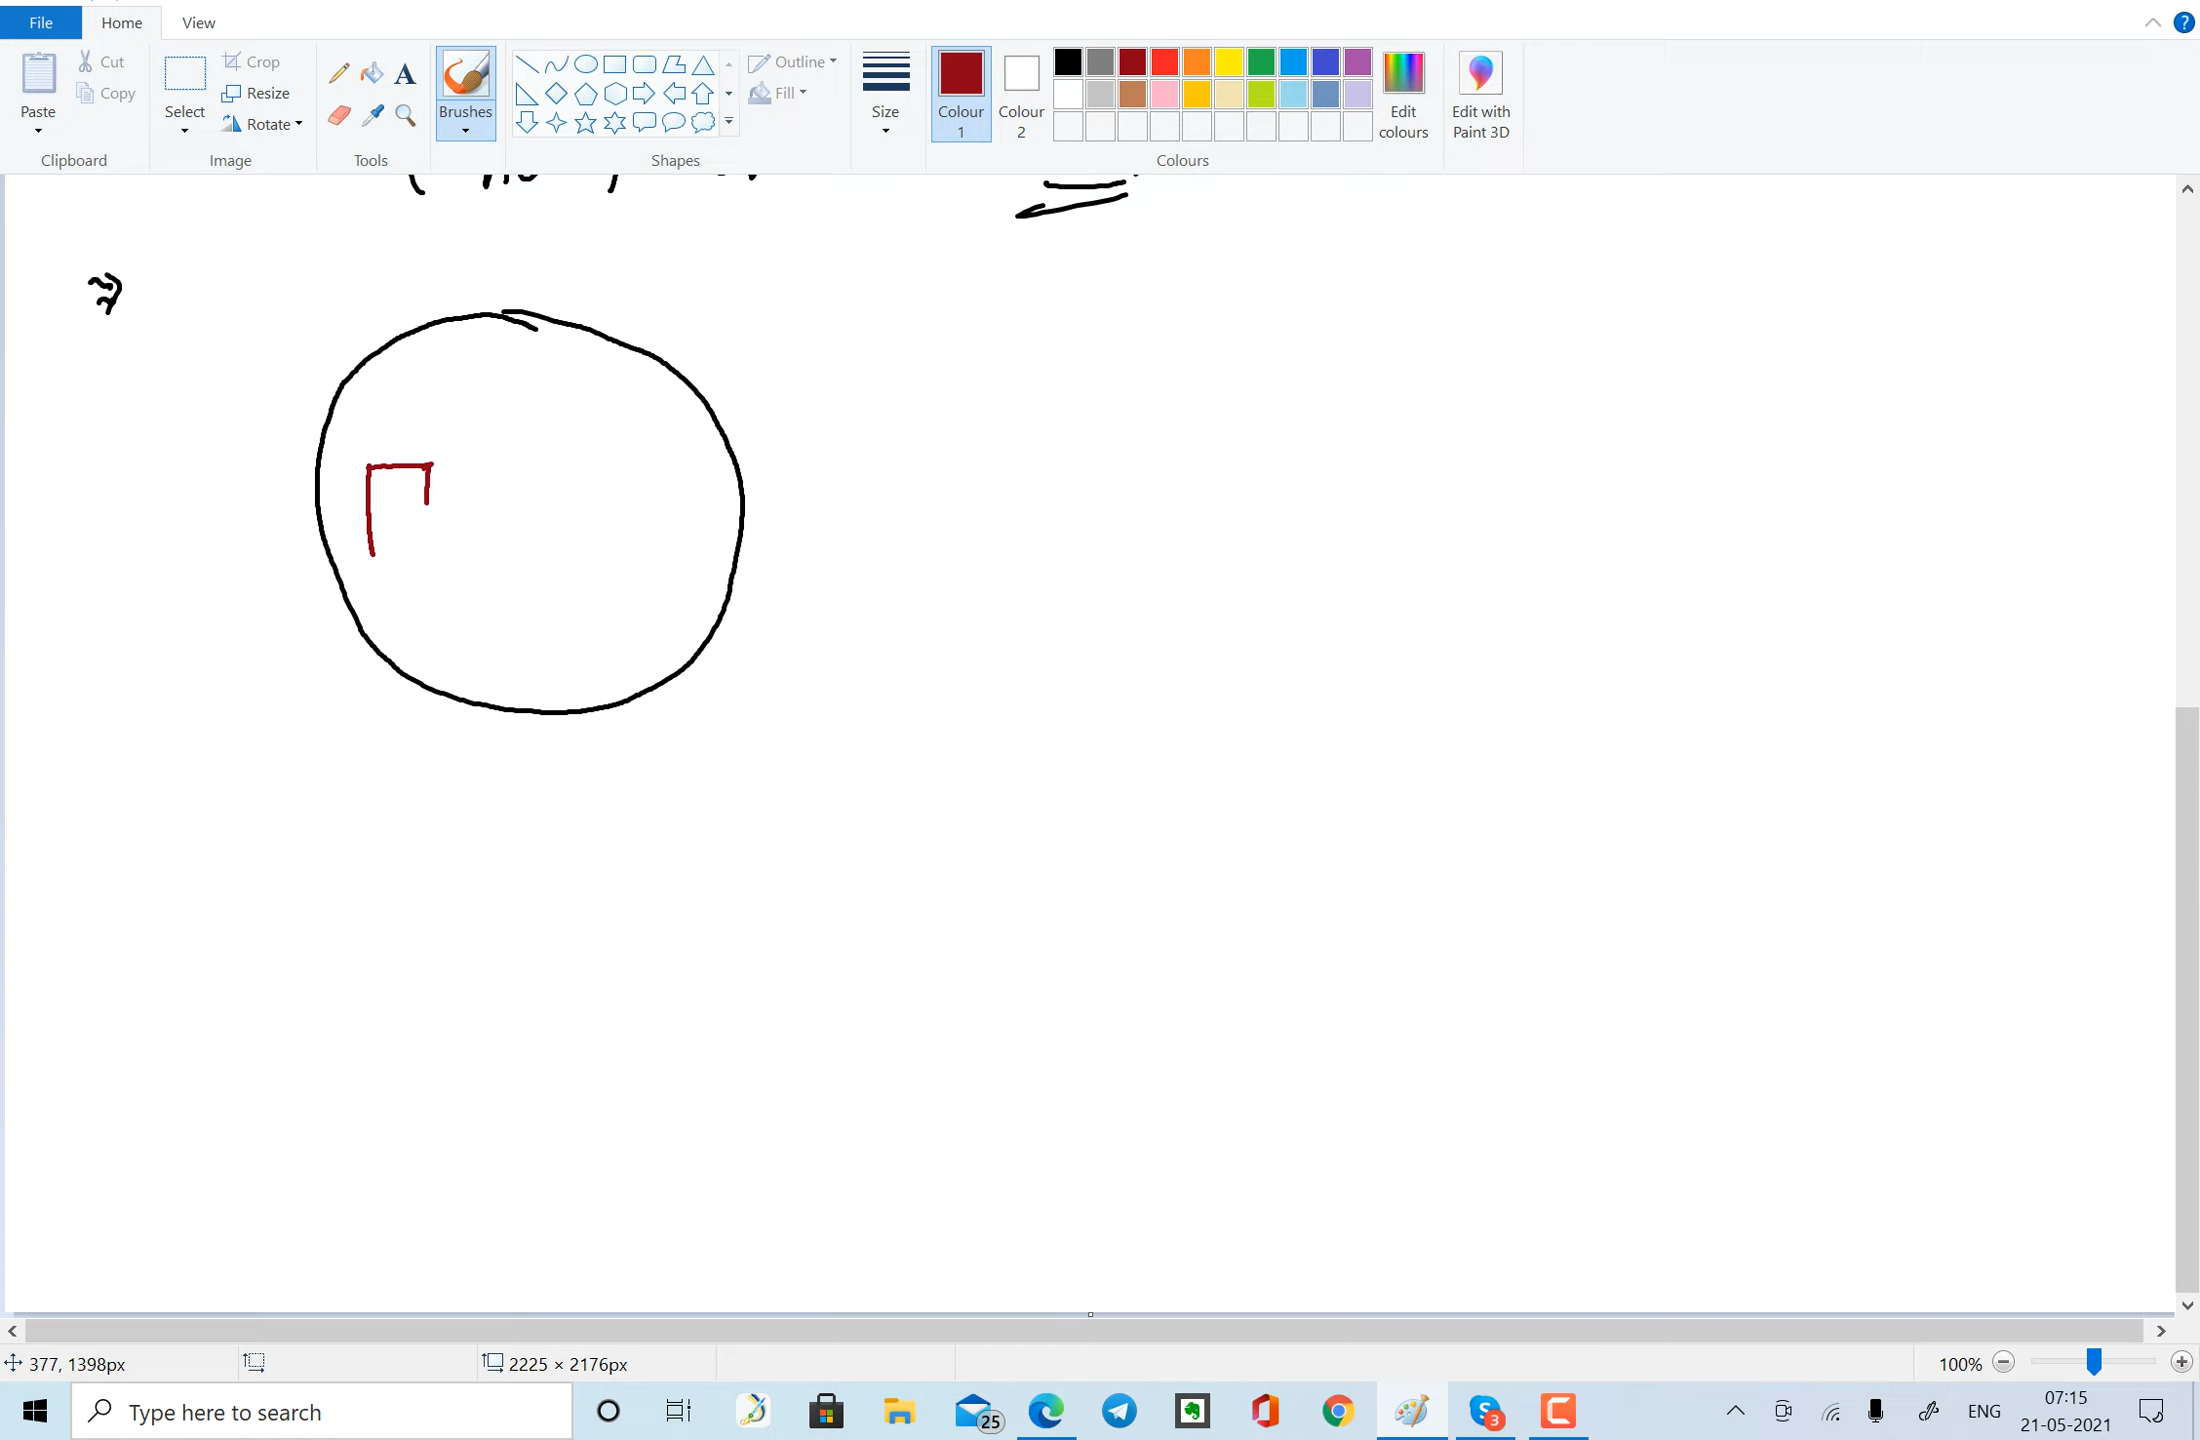 File Home View
Paste Cut Copy Clipboard
Select Crop Resize Rotate Image
Tools
Brushes
Outline Fill Shapes
Size
Colour 1 Colour 2 Edit colours Colours
Edit with Paint 3D
377, 1398px 2225 × 2176px 100%
Type here to search 25 3 ENG 07:15
21-05-2021